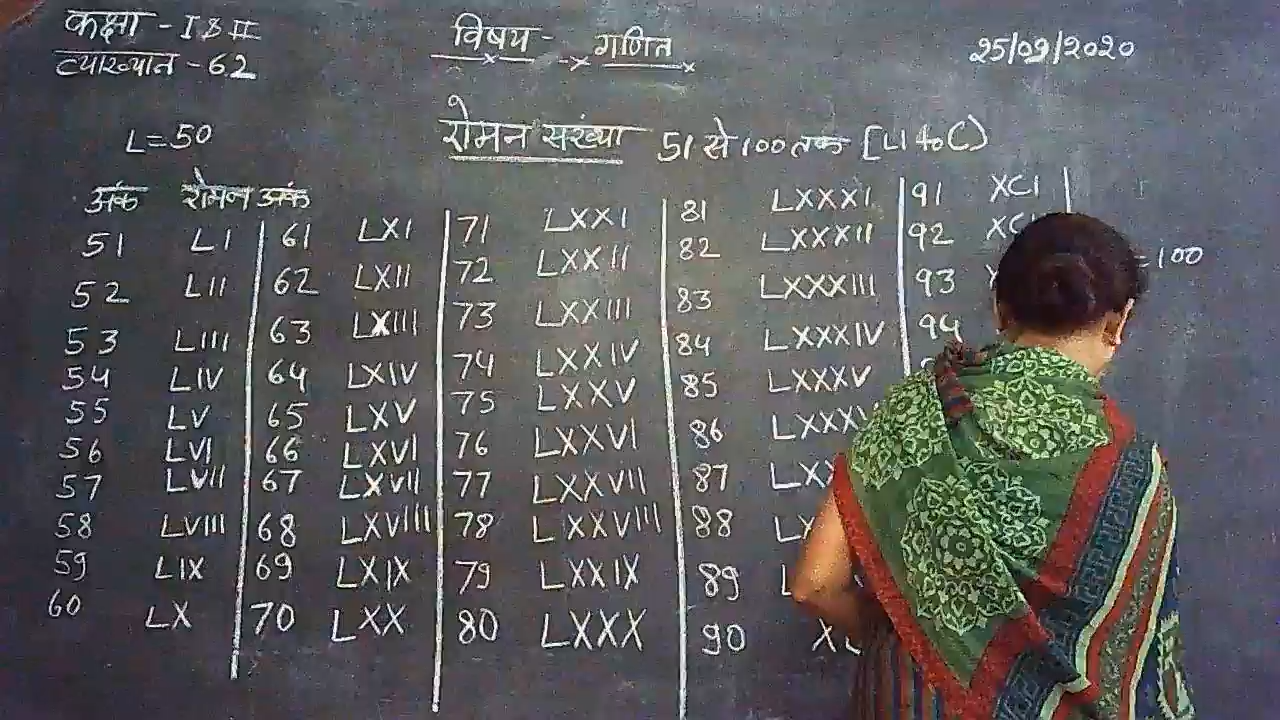 कक्षा - I & II
विषय - गणित
25/09/2020
व्याख्यान - 62
L = 50
रोमन संख्या 51 से 100 तक [LI to C)
अंक रोमन अंक
51 LI 61 LXI 71 LXXI 81 LXXXI 91 XCI
52 LII 62 LXII 72 LXXII 82 LXXXII 92
= 100
53 LIII 63 LXIII 73 LXXIII 83 LXXXIII 93
54 LIV 64 LXIV 74 LXXIV 84 LXXXIV 94
55 LV 65 LXV 75 LXXV 85 LXXXV
56 LVI 66 LXVI 76 LXXVI 86
57 LVII 67 LXVII 77 LXXVII 87
58 LVIII 68 LXVIII 78 LXXVIII 88
59 LIX 69 LXIX 79 LXXIX 89
60 LX 70 LXX 80 LXXX 90